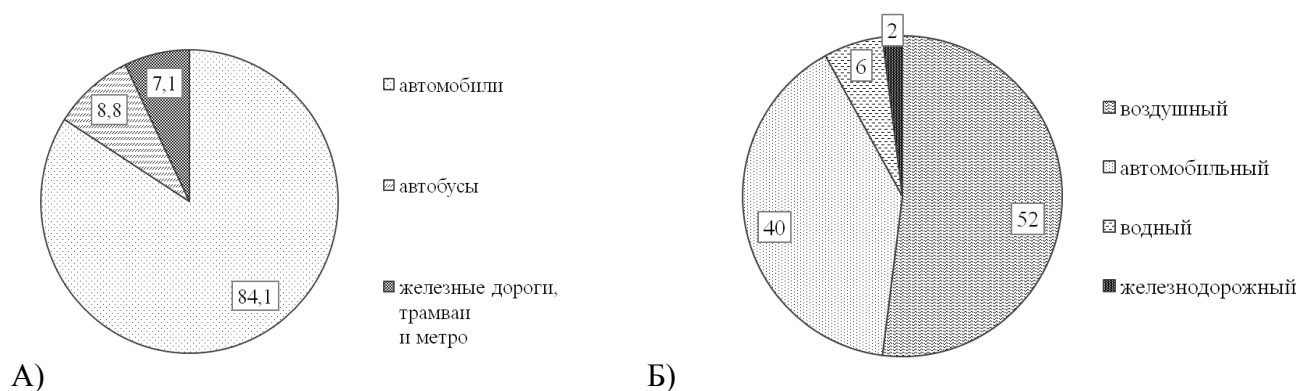 7,1
8,8
84,1
автомобили
автобусы
железные дороги,
трамваи
и метро
А)
2
6
40
52
воздушный
автомобильный
водный
железнодорожный
Б)